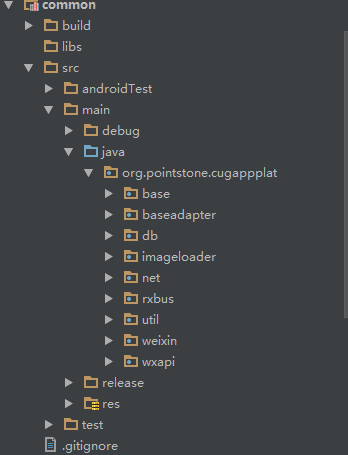 common
build
libs
src
androidTest
main
debug
java
org.pointstone.cugappplat
base
baseadapter
db
imageloader
net
rxbus
util
weixin
wxapi
release
res
test
.gitignore